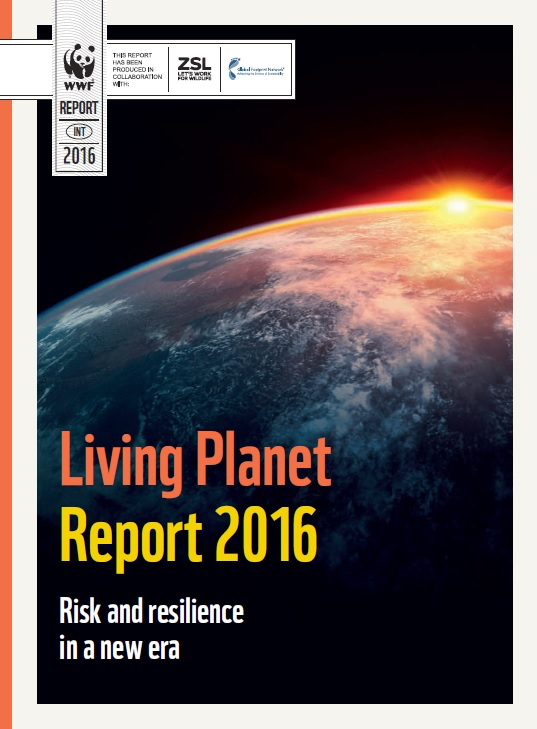 WWF
REPORT
INT
2016
THIS REPORT
HAS BEEN
PRODUCED IN
COLLABORATION
WITH:
ZSL
LET'S WORK
FOR WILDLIFE
Global Footprint Network
Living Planet
Report 2016
Risk and resilience
in a new era